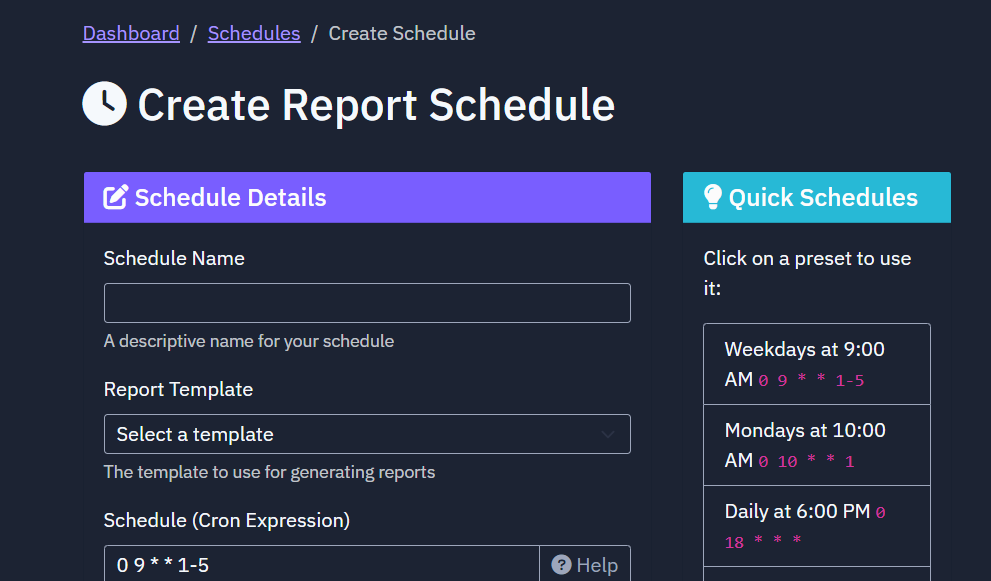 Dashboard / Schedules / Create Schedule
Create Report Schedule
Schedule Details
Schedule Name
A descriptive name for your schedule
Report Template
Select a template
The template to use for generating reports
Schedule (Cron Expression)
0 9 * * 1-5
Help
Quick Schedules
Click on a preset to use
it:
Weekdays at 9:00
AM 0 9 * * 1-5
Mondays at 10:00
AM 0 10 * * 1
Daily at 6:00 PM 0
18 * * *